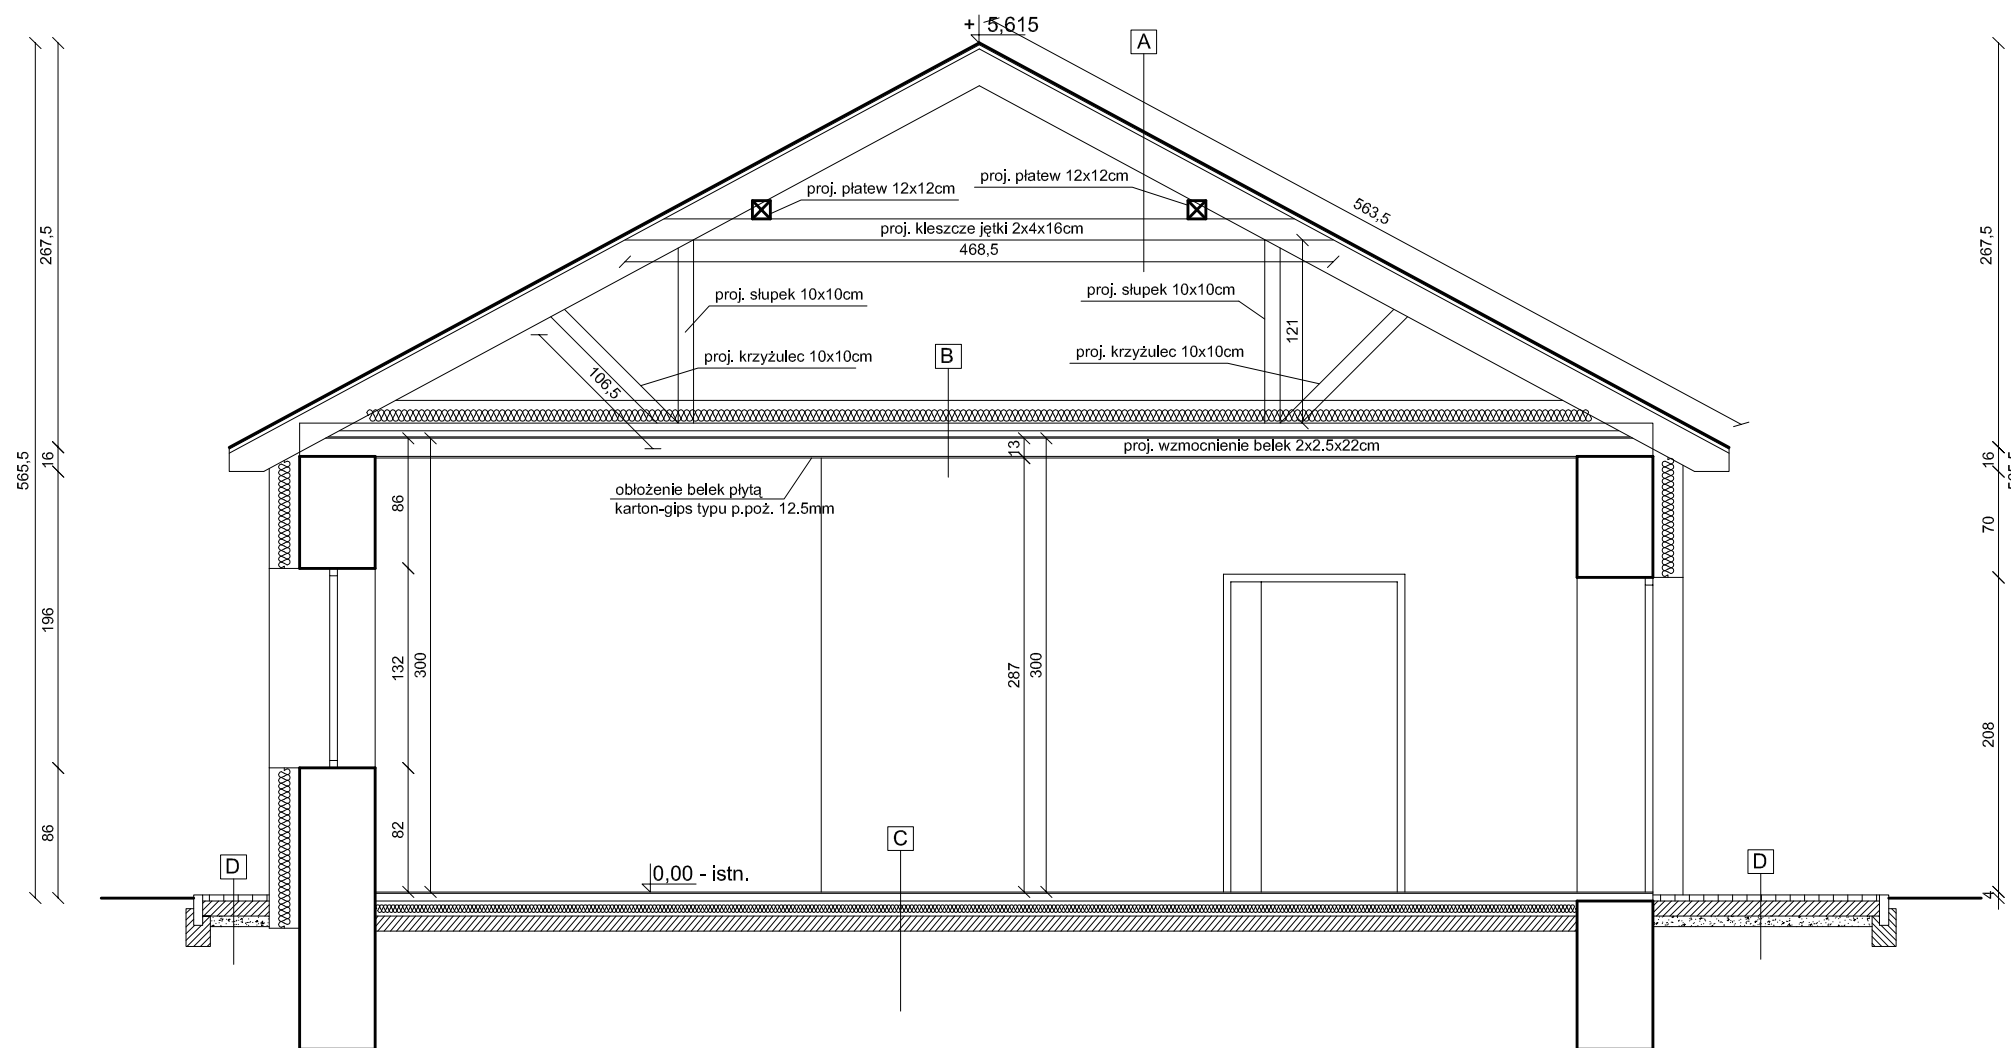 + 5,615
A
proj. płatew 12x12cm
proj. płatew 12x12cm
563,5
proj. kleszcze jętki 2x4x16cm
468,5
267,5
267,5
proj. słupek 10x10cm
proj. słupek 10x10cm
121
proj. krzyżulec 10x10cm
B
proj. krzyżulec 10x10cm
106,5
13
proj. wzmocnienie belek 2x2.5x22cm
565,5
16
16
obłożenie belek płytą
karton-gips typu p.poż. 12.5mm
86
70
196
132
300
287
300
208
86
82
C
D
D
0,00 - istn.
4